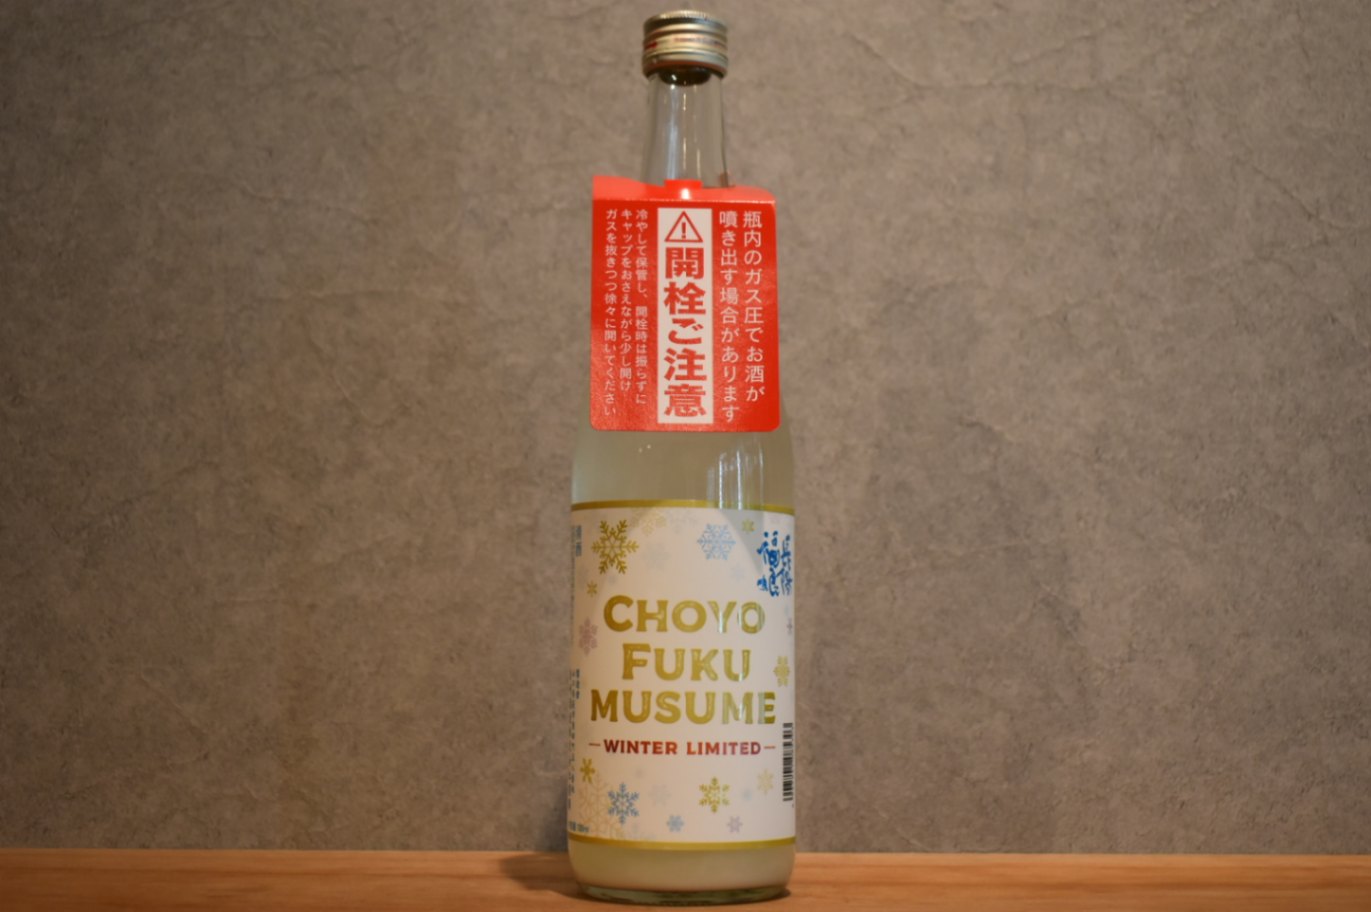 瓶内のガス圧でお酒が
噴き出す場合があります
開栓ご注意
冷やして保管し、開栓時は振らずに
キャップをおさえながら少し開け
ガスを抜きつつ徐々に開いてください
長陽
福娘
CHOYO
FUKU
MUSUME
WINTER LIMITED